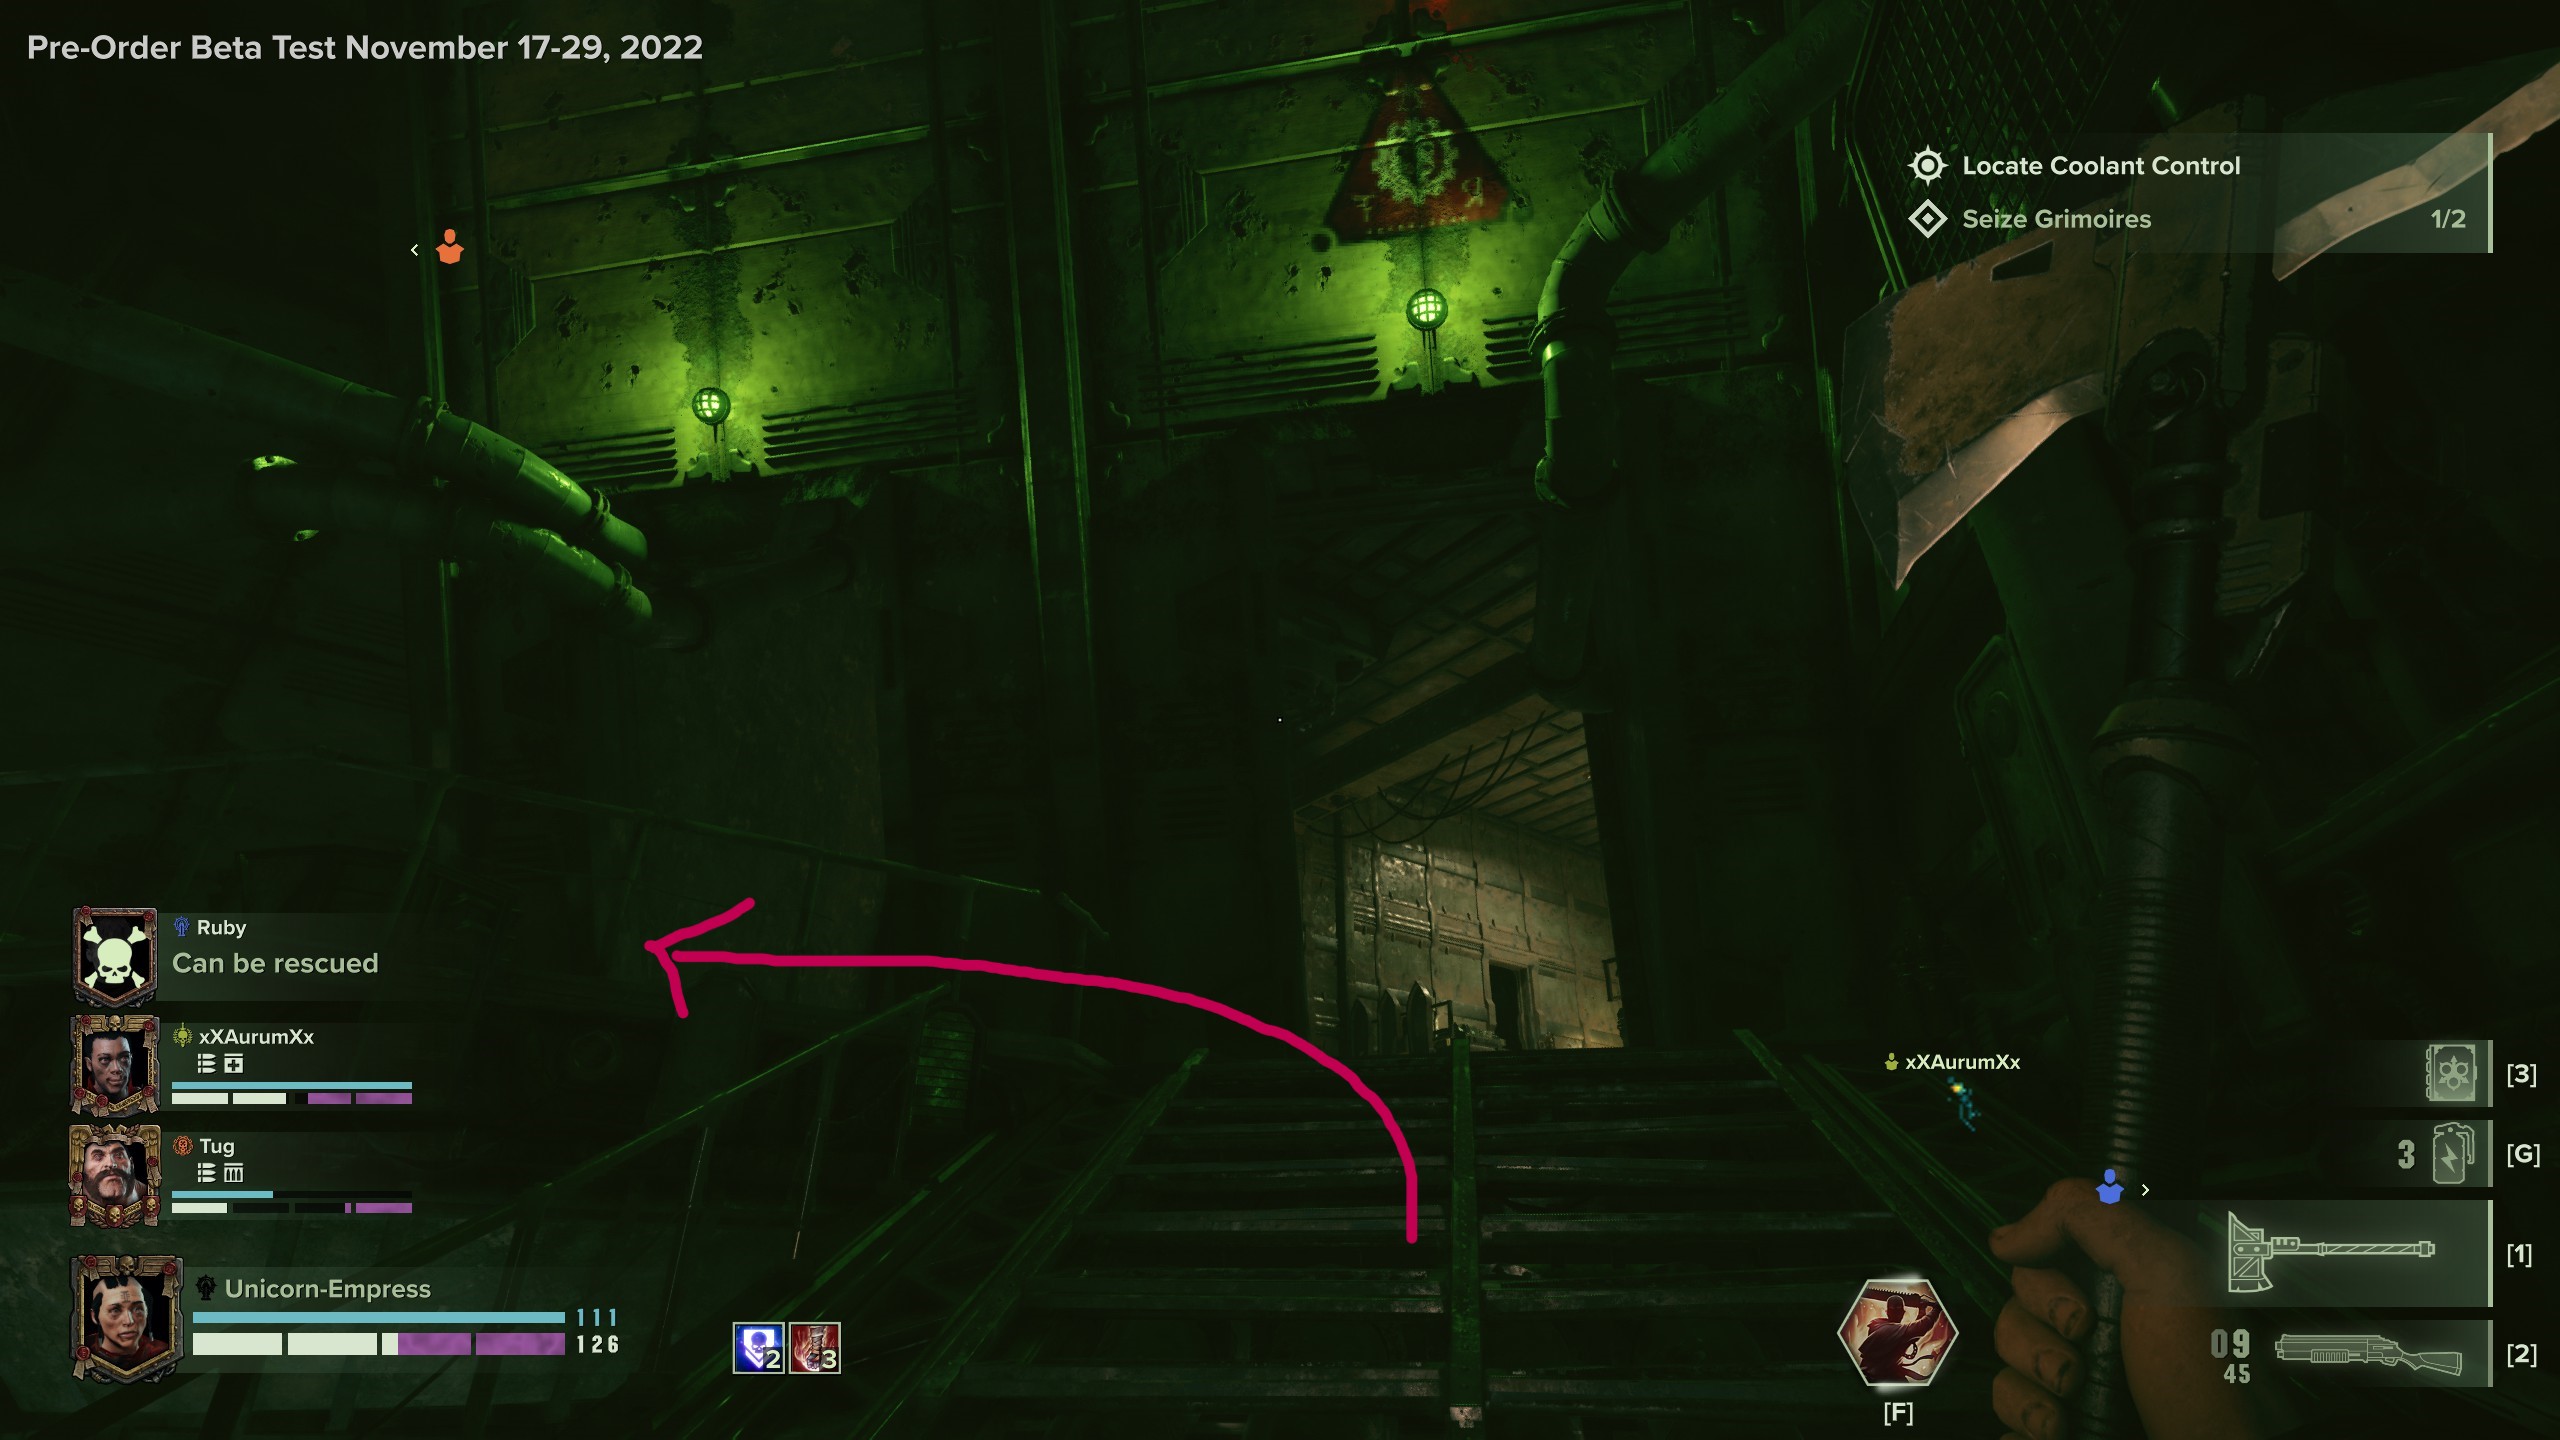 Pre-Order Beta Test November 17-29, 2022
Locate Coolant Control
Seize Grimoires 1/2
Ruby
Can be rescued
xXAurumXx
Tug
Unicorn-Empress
111
126
2
3
xXAurumXx
[F]
[3]
3 [G]
[1]
09
45
[2]